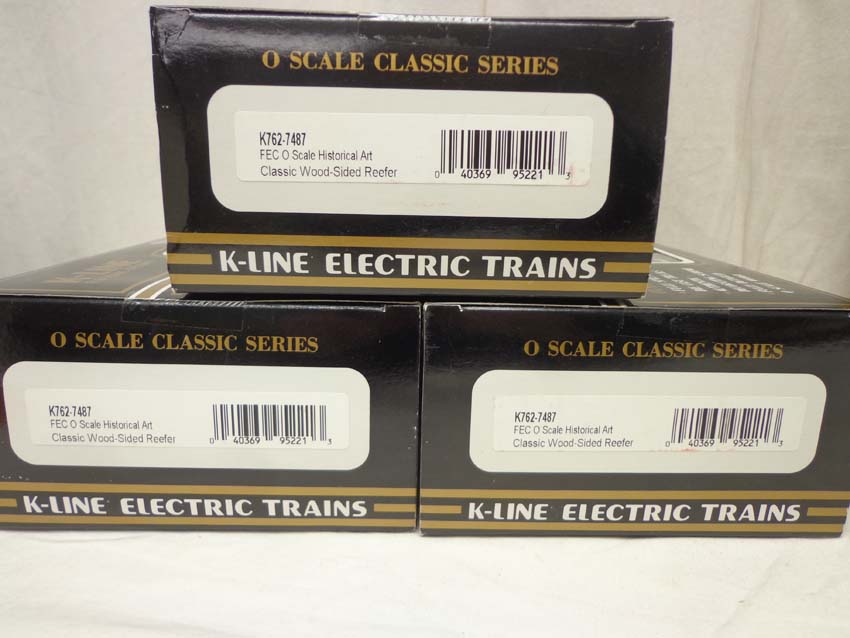 O SCALE CLASSIC SERIES
K762-7487
FEC O Scale Historical Art
Classic Wood-Sided Reefer
0 40369 95221 3
K-LINE ELECTRIC TRAINS
K-LINE
O SCALE CLASSIC SERIES
K762-7487
FEC O Scale Historical Art
Classic Wood-Sided Reefer
0 40369 95221 3
K-LINE ELECTRIC TRAINS
O SCALE CLASSIC SERIES
K762-7487
FEC O Scale Historical Art
Classic Wood-Sided Reefer
0 40369 95221 3
K-LINE ELECTRIC TRAINS